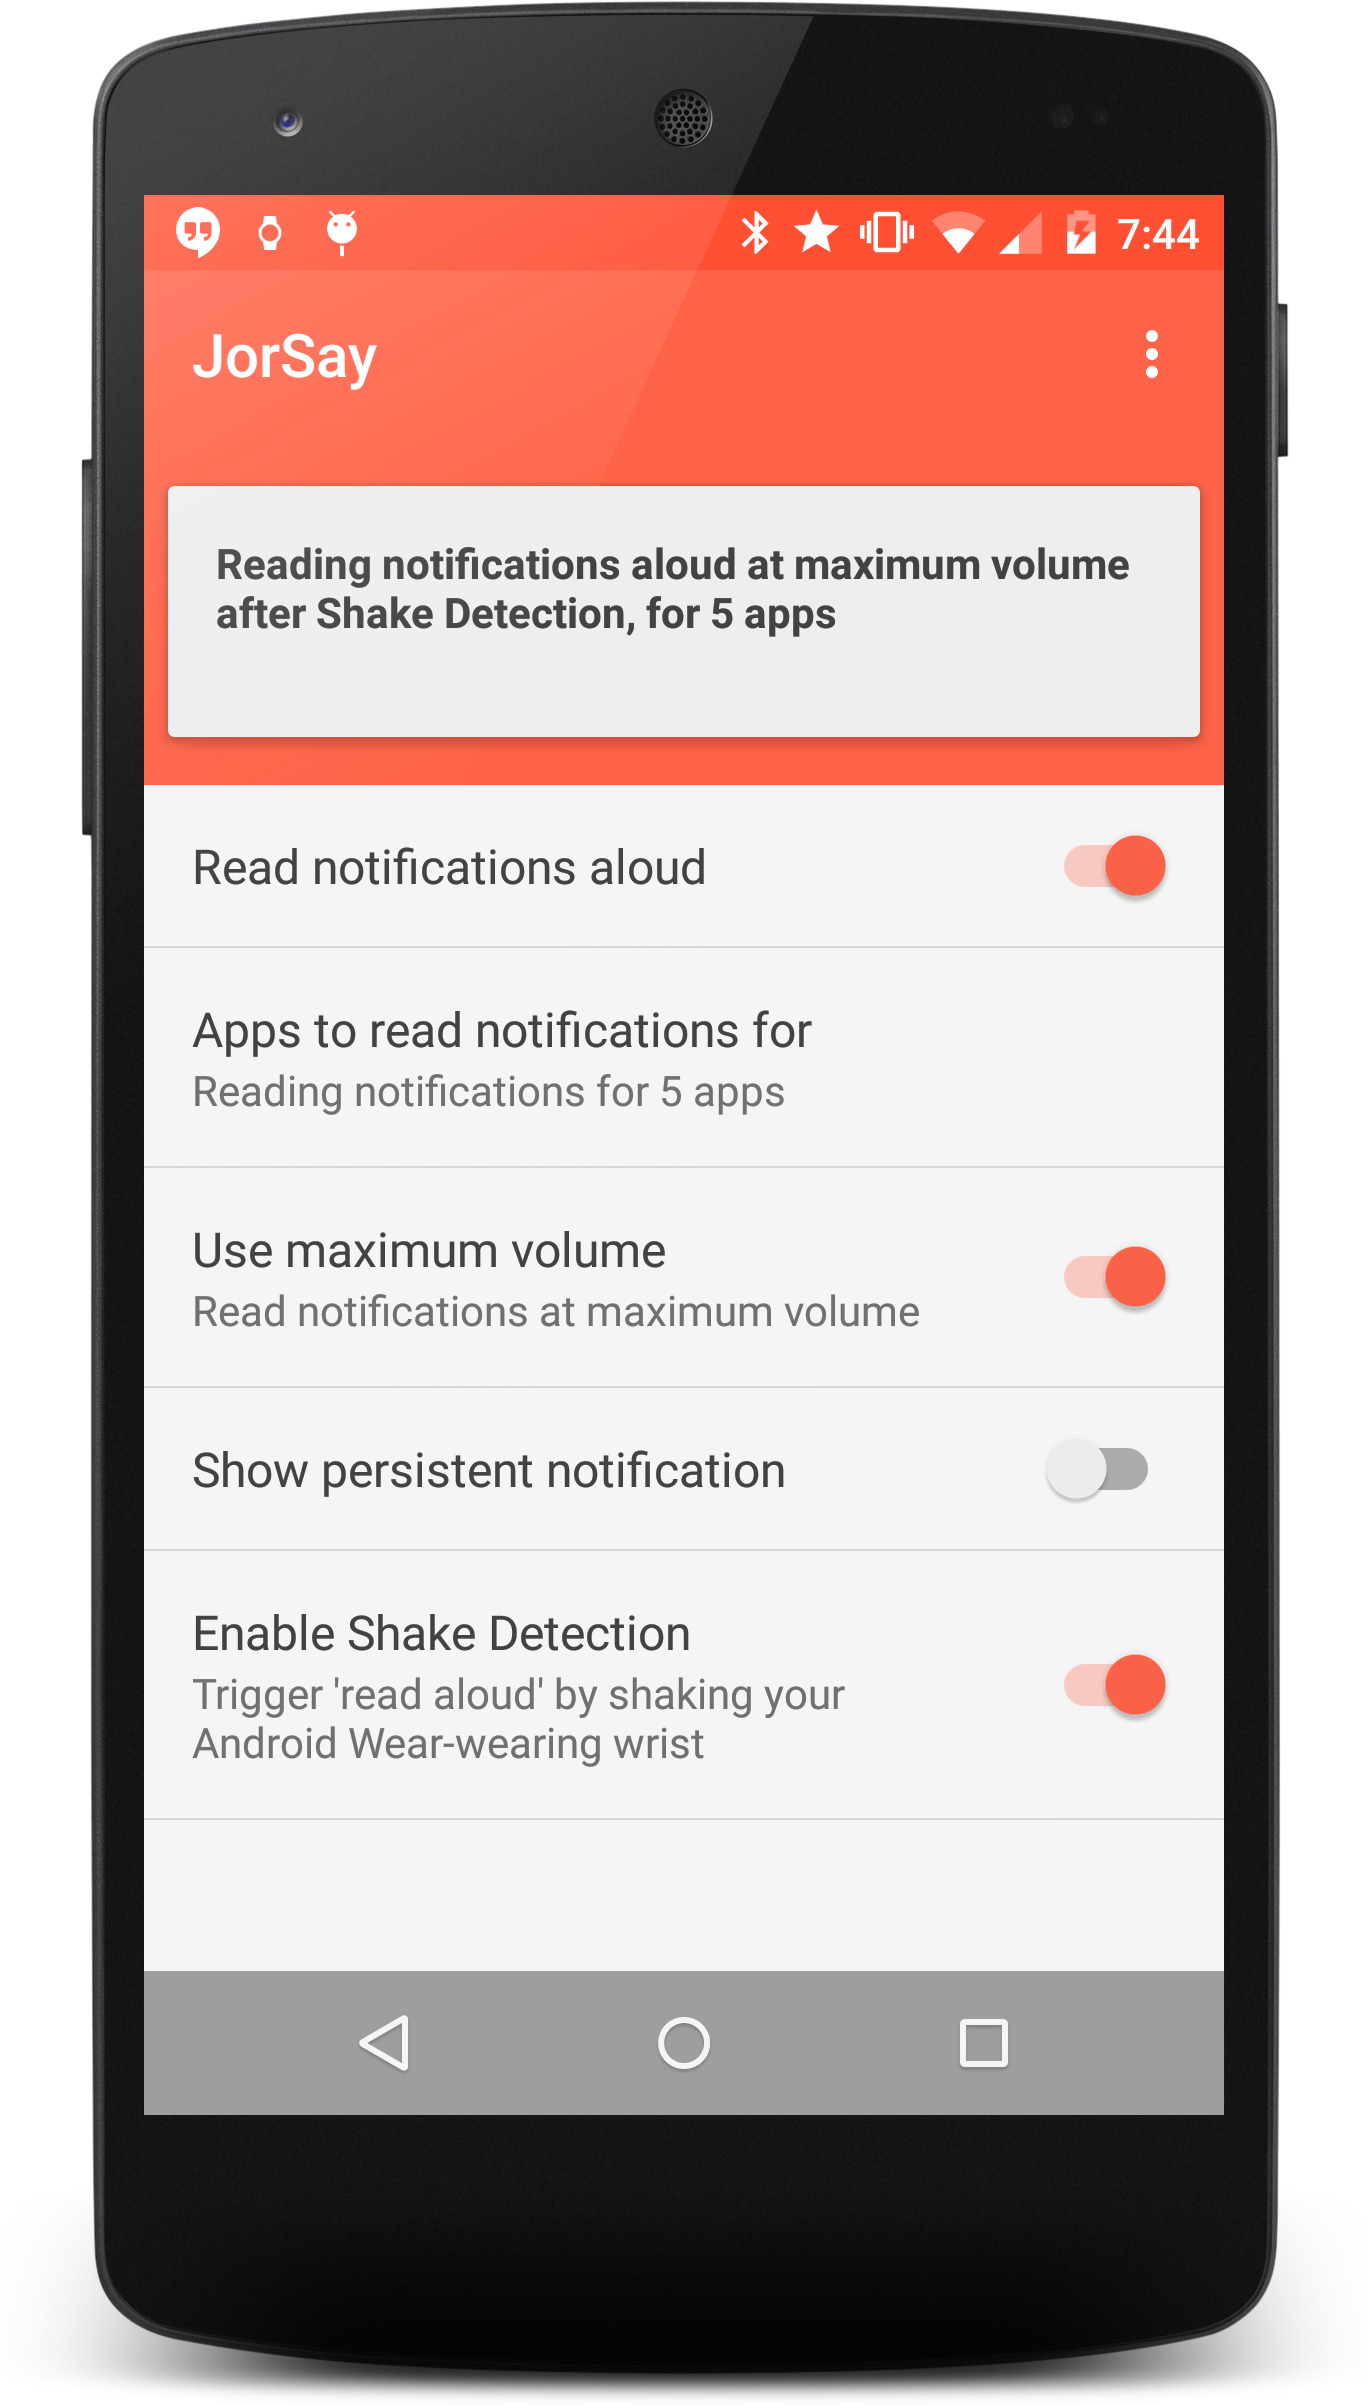 7:44
JorSay
Reading notifications aloud at maximum volume
after Shake Detection, for 5 apps
Read notifications aloud
Apps to read notifications for
Reading notifications for 5 apps
Use maximum volume
Read notifications at maximum volume
Show persistent notification
Enable Shake Detection
Trigger 'read aloud' by shaking your
Android Wear-wearing wrist